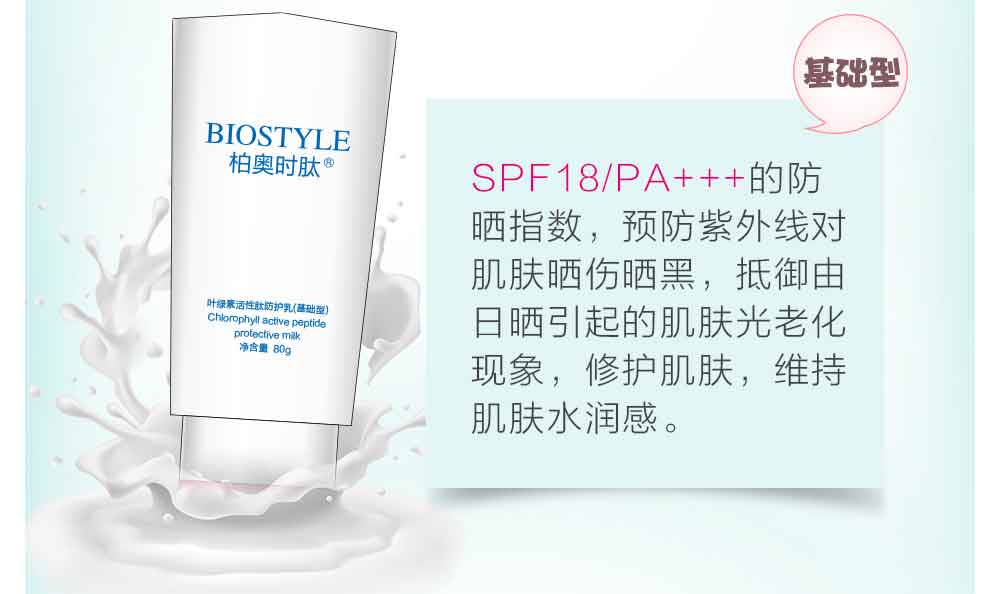 BIOSTYLE
柏奥时肽®
叶绿素活性肽防护乳(基础型)
Chlorophyll active peptide
protective milk
净含量 80g
基础型
SPF18/PA+++的防
晒指数，预防紫外线对
肌肤晒伤晒黑，抵御由
日晒引起的肌肤光老化
现象，修护肌肤，维持
肌肤水润感。